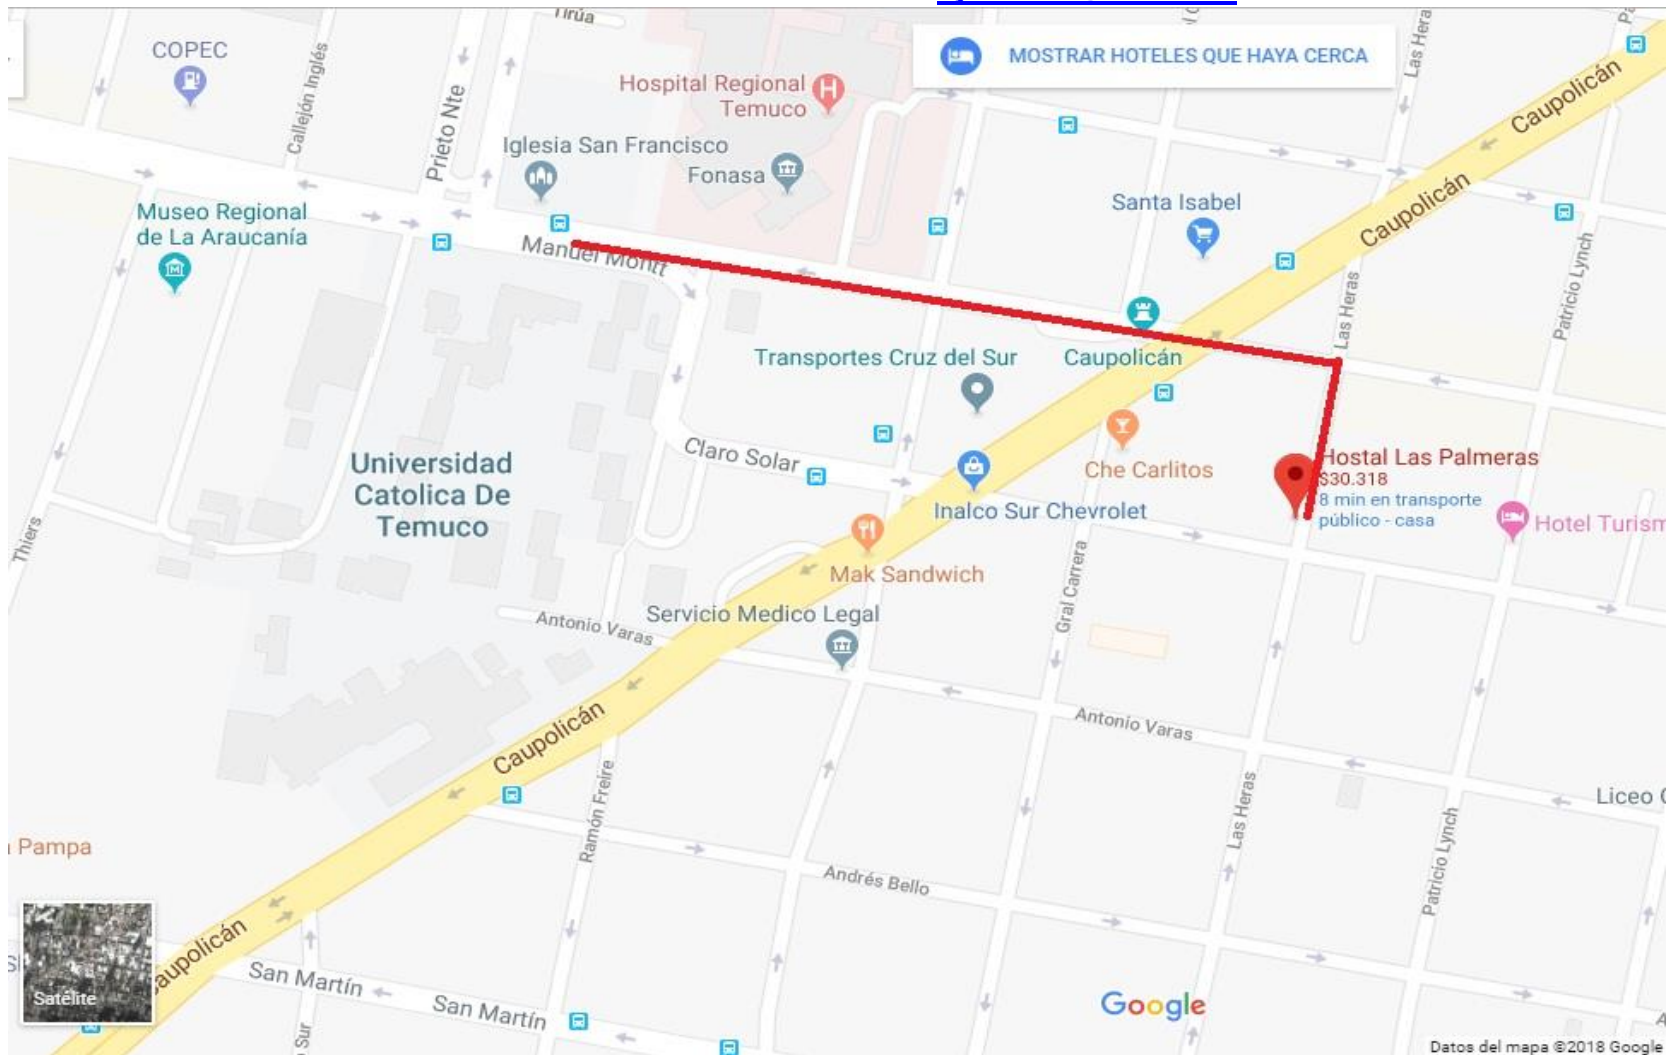 Tirúa
COPEC
MOSTRAR HOTELES QUE HAYA CERCA
Las Heras
Callejón Inglés
Prieto Nte
Hospital Regional
Temuco
Caupolicán
Iglesia San Francisco
Fonasa
Museo Regional
de La Araucanía
Santa Isabel
Caupolicán
Manuel Montt
Patricio Lynch
Las Heras
Transportes Cruz del Sur
Caupolicán
Universidad
Catolica De
Temuco
Claro Solar
Che Carlitos
Hostal Las Palmeras
$30.318
8 min en transporte
público - casa
Inalco Sur Chevrolet
Hotel Turism
Thiers
Mak Sandwich
Gral Carrera
Antonio Varas
Servicio Medico Legal
Caupolicán
Antonio Varas
Ramón Freire
Las Heras
Patricio Lynch
Liceo
Pampa
Andrés Bello
Caupolicán
San Martín
San Martín
Satélite
Sur
Google
Datos del mapa ©2018 Google